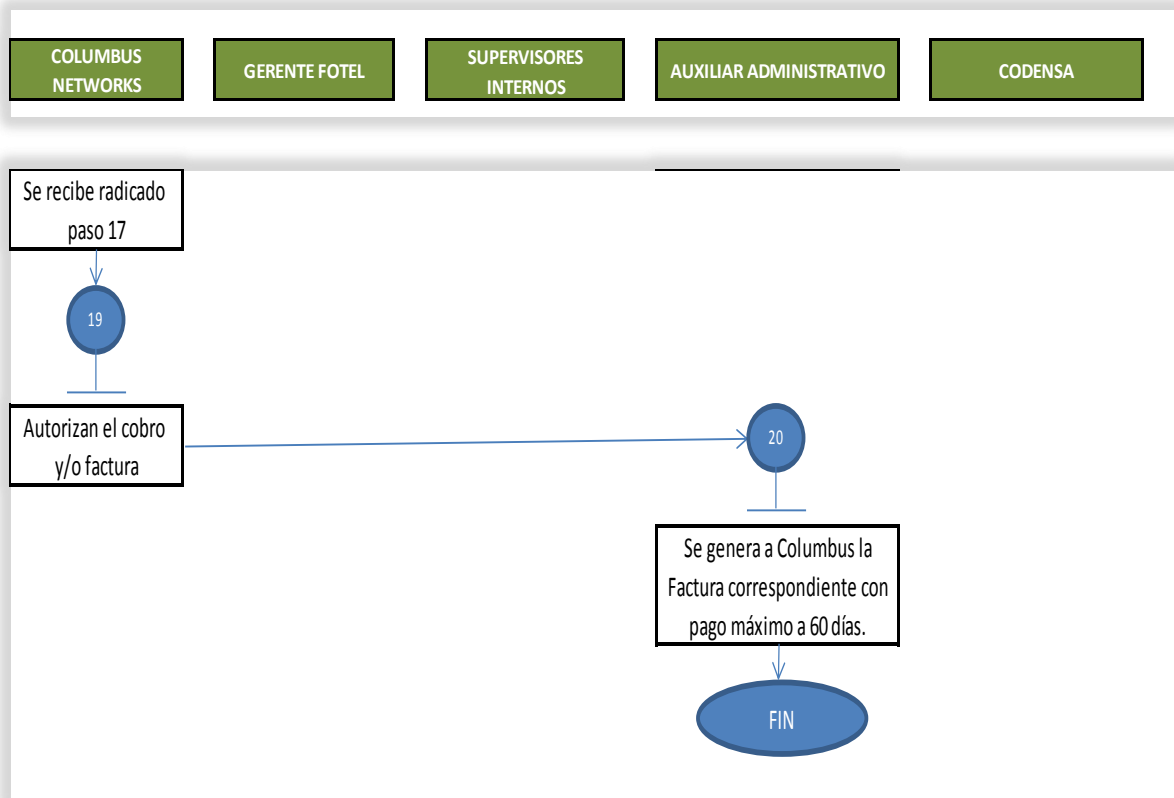 COLUMBUS
NETWORKS
GERENTE FOTEL
SUPERVISORES
INTERNOS
AUXILIAR ADMINISTRATIVO
CODENSA
Se recibe radicado
paso 17
19
Autorizan el cobro
y/o factura
20
Se genera a Columbus la
Factura correspondiente con
pago máximo a 60 días.
FIN